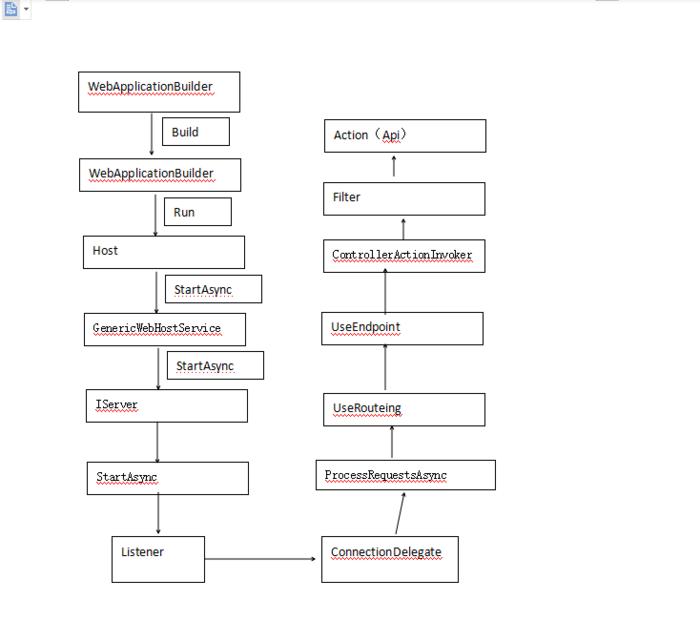 WebApplicationBuilder
Build
WebApplicationBuilder
Run
Host
StartAsync
GenericWebHostService
StartAsync
IServer
StartAsync
Listener
ConnectionDelegate
ProcessRequestsAsync
UseRouteing
UseEndpoint
ControllerActionInvoker
Filter
Action（Api）